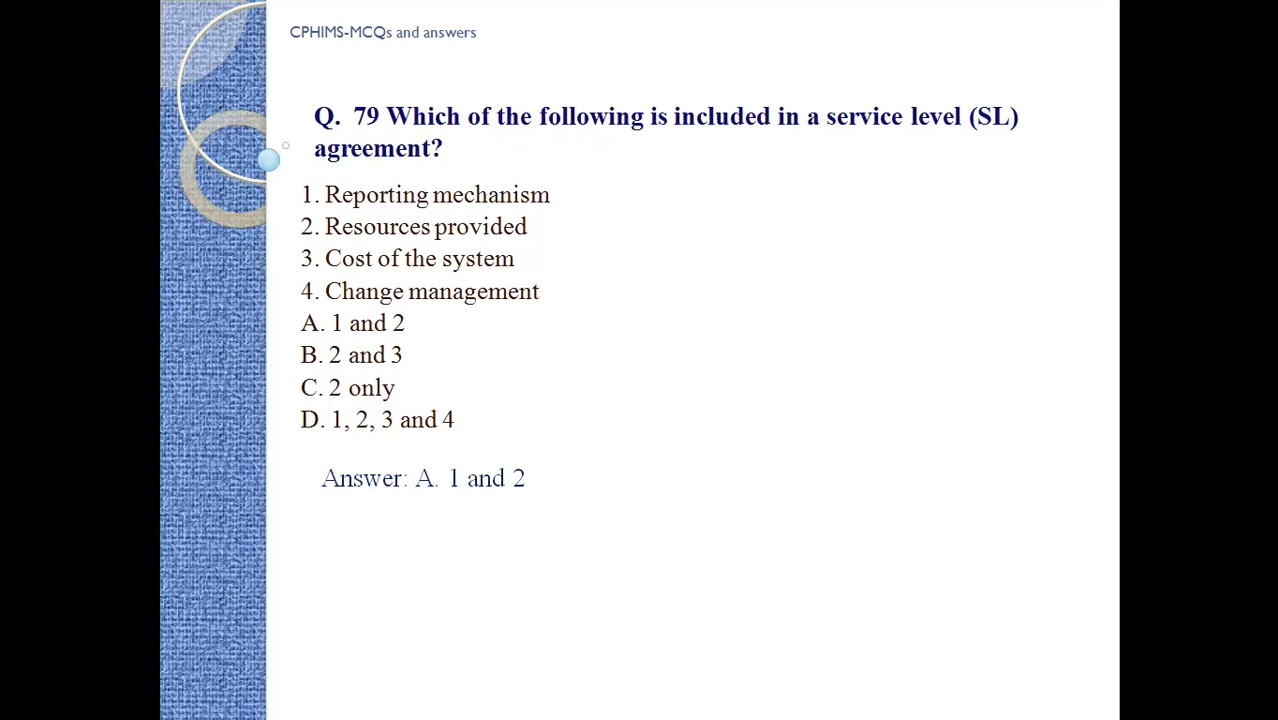 CPHIMS-MCQs and answers
Q. 79 Which of the following is included in a service level (SL)
agreement?
1. Reporting mechanism
2. Resources provided
3. Cost of the system
4. Change management
A. 1 and 2
B. 2 and 3
C. 2 only
D. 1, 2, 3 and 4
Answer: A. 1 and 2